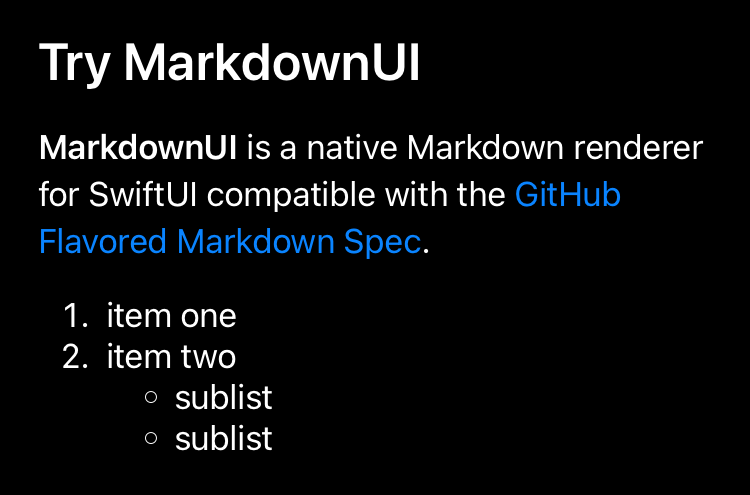 Try MarkdownUI
MarkdownUI is a native Markdown renderer
for SwiftUI compatible with the GitHub
Flavored Markdown Spec.
1. item one
2. item two
○ sublist
○ sublist